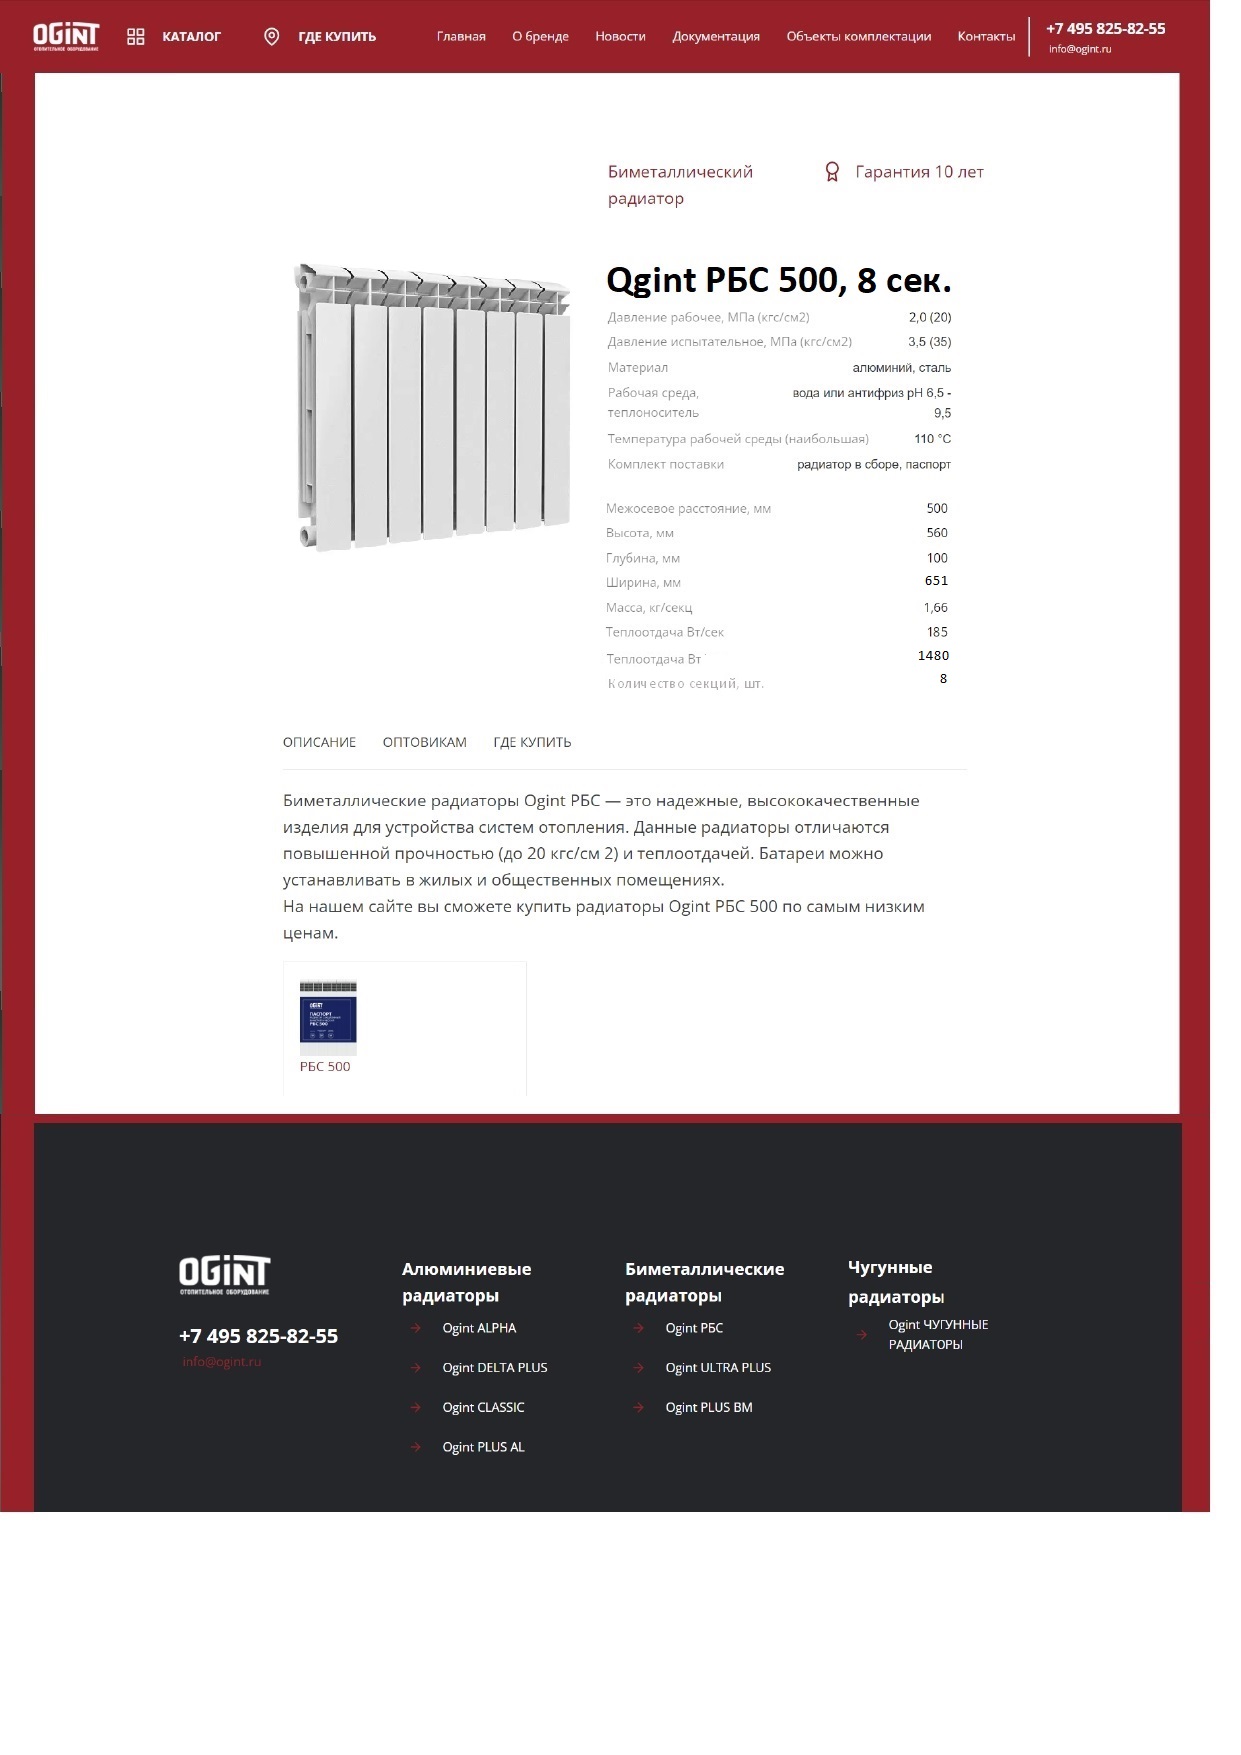 OGiNT
ОТОПИТЕЛЬНОЕ ОБОРУДОВАНИЕ
КАТАЛОГ
ГДЕ КУПИТЬ
Главная
О бренде
Новости
Документация
Объекты комплектации
Контакты
+7 495 825-82-55
info@ogint.ru
Биметаллический
радиатор
Гарантия 10 лет
Qgint РБС 500, 8 сек.
Давление рабочее, МПа (кгс/см2) 2,0 (20)
Давление испытательное, МПа (кгс/см2) 3,5 (35)
Материал алюминий, сталь
Рабочая среда, вода или антифриз pH 6,5 -
теплоноситель 9,5
Температура рабочей среды (наибольшая) 110 °C
Комплект поставки радиатор в сборе, паспорт
Межосевое расстояние, мм 500
Высота, мм 560
Глубина, мм 100
Ширина, мм 651
Масса, кг/секц 1,66
Теплоотдача Вт/сек 185
Теплоотдача Вт 1480
Количество секций, шт. 8
ОПИСАНИЕ ОПТОВИКАМ ГДЕ КУПИТЬ
Биметаллические радиаторы Ogint РБС — это надежные, высококачественные
изделия для устройства систем отопления. Данные радиаторы отличаются
повышенной прочностью (до 20 кгс/см 2) и теплоотдачей. Батареи можно
устанавливать в жилых и общественных помещениях.
На нашем сайте вы сможете купить радиаторы Ogint РБС 500 по самым низким
ценам.
OGiNT
ПАСПОРТ
РБС 500
РБС 500
OGiNT
ОТОПИТЕЛЬНОЕ ОБОРУДОВАНИЕ
+7 495 825-82-55
info@ogint.ru
Алюминиевые
радиаторы
Ogint ALPHA
Ogint DELTA PLUS
Ogint CLASSIC
Ogint PLUS AL
Биметаллические
радиаторы
Ogint РБС
Ogint ULTRA PLUS
Ogint PLUS BM
Чугунные
радиаторы
Ogint ЧУГУННЫЕ
РАДИАТОРЫ